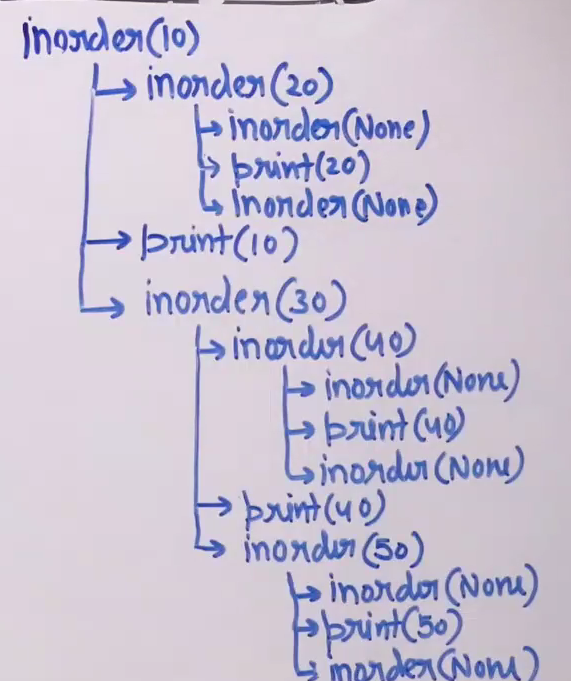 inorder(10)
inorder(20)
inorder(None)
print(20)
inorder(None)
print(10)
inorder(30)
inorder(40)
inorder(None)
print(40)
inorder(None)
print(40)
inorder(50)
inorder(None)
print(50)
inorder(None)